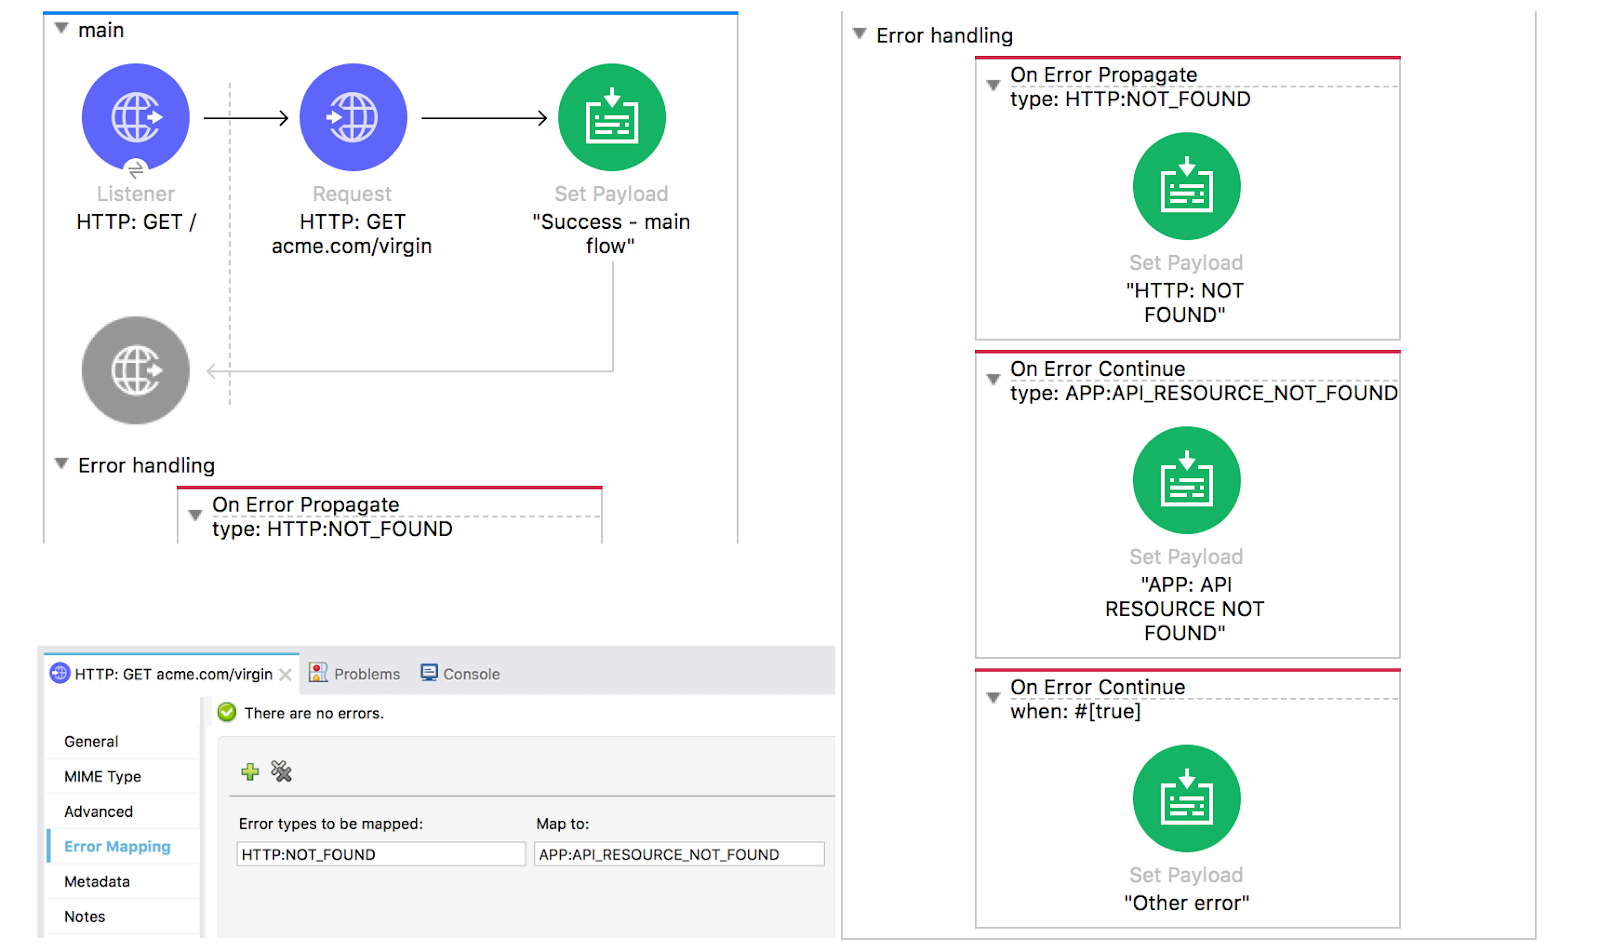 main
Listener
HTTP: GET /
Request
HTTP: GET
acme.com/virgin
Set Payload
"Success - main
flow"
Error handling
On Error Propagate
type: HTTP:NOT_FOUND
HTTP: GET acme.com/virgin
Problems
Console
There are no errors.
General
MIME Type
Advanced
Error Mapping
Metadata
Notes
Error types to be mapped:
Map to:
HTTP:NOT_FOUND
APP:API_RESOURCE_NOT_FOUND
Error handling
On Error Propagate
type: HTTP:NOT_FOUND
Set Payload
"HTTP: NOT
FOUND"
On Error Continue
type: APP:API_RESOURCE_NOT_FOUND
Set Payload
"APP: API
RESOURCE NOT
FOUND"
On Error Continue
when: #[true]
Set Payload
"Other error"